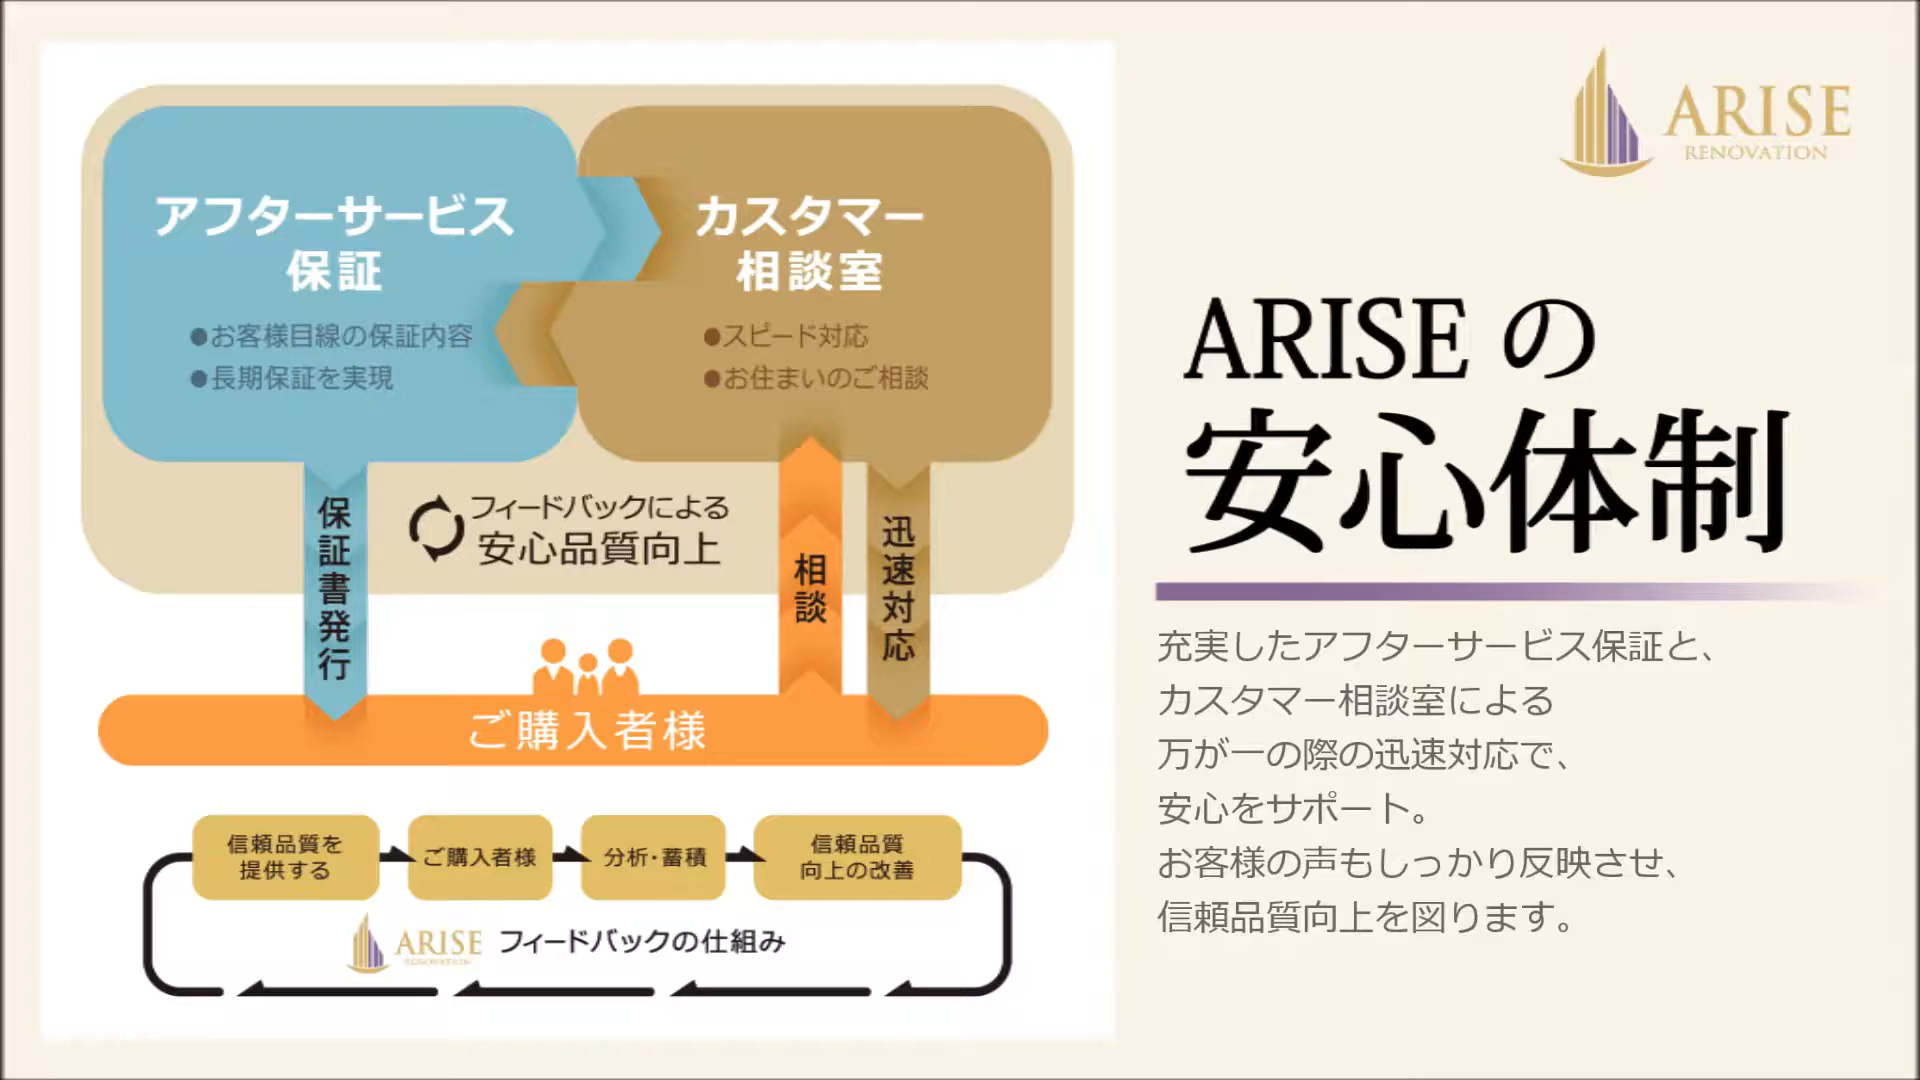 アフターサービス
保証
●お客様目線の保証内容
●長期保証を実現
カスタマー
相談室
●スピード対応
●お住まいのご相談
保証書発行
フィードバックによる
安心品質向上
相談
迅速対応
ご購入者様
信頼品質を
提供する
ご購入者様
分析・蓄積
信頼品質
向上の改善
ARISE
RENOVATION
フィードバックの仕組み
ARISE
RENOVATION
ARISE の
安心体制
充実したアフターサービス保証と、
カスタマー相談室による
万が一の際の迅速対応で、
安心をサポート。
お客様の声もしっかり反映させ、
信頼品質向上を図ります。